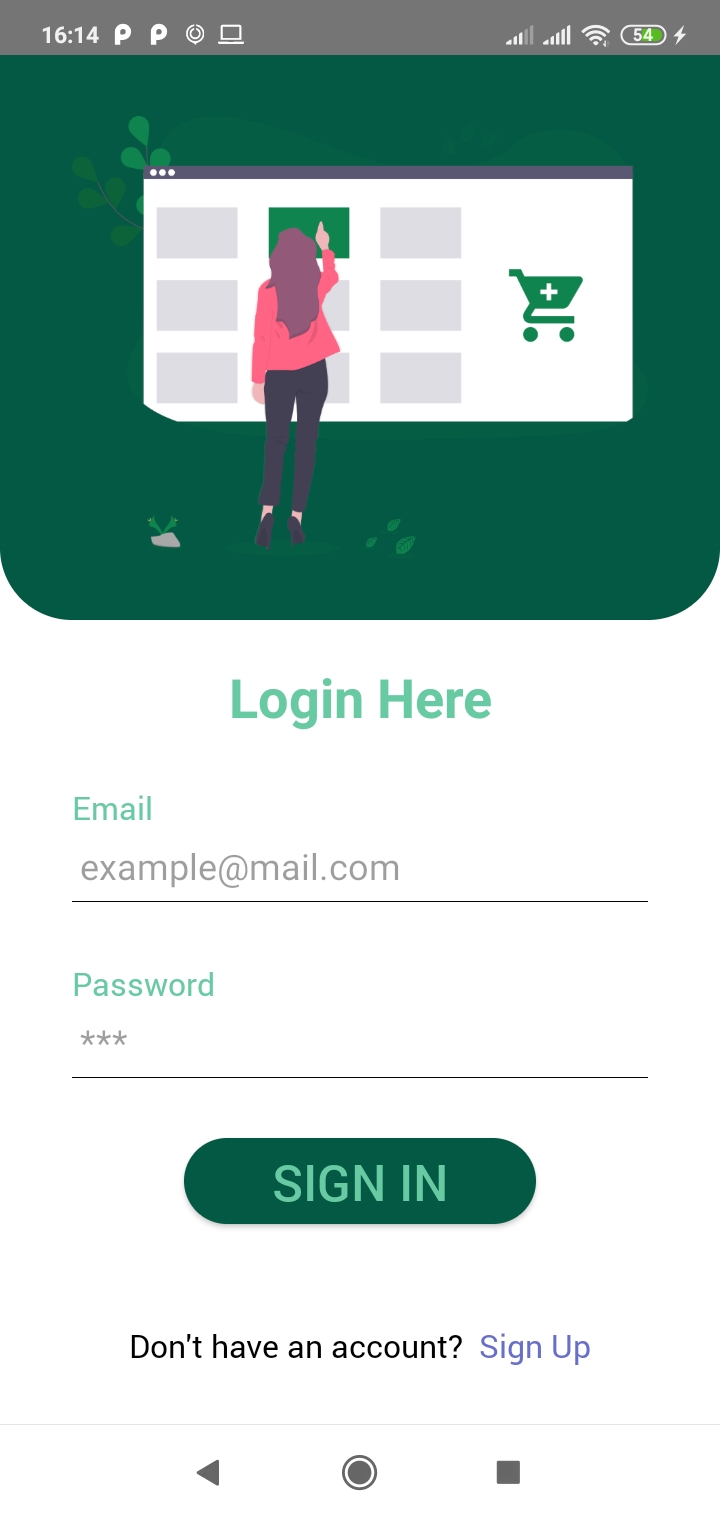 16:14 54
Login Here
Email
example@mail.com
Password
***
SIGN IN
Don't have an account? Sign Up